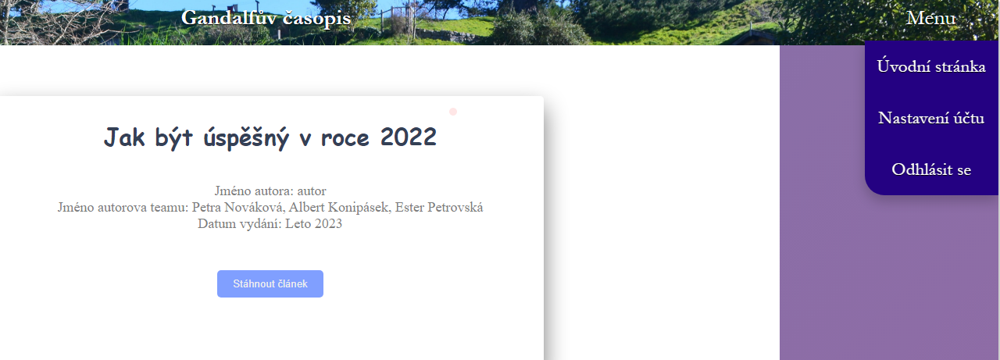 Gandalfův časopis
Menu
Úvodní stránka
Nastavení účtu
Odhlásit se
Jak být úspěšný v roce 2022
Jméno autora: autor
Jméno autorova teamu: Petra Nováková, Albert Konipásek, Ester Petrovská
Datum vydání: Leto 2023
Stáhnout článek